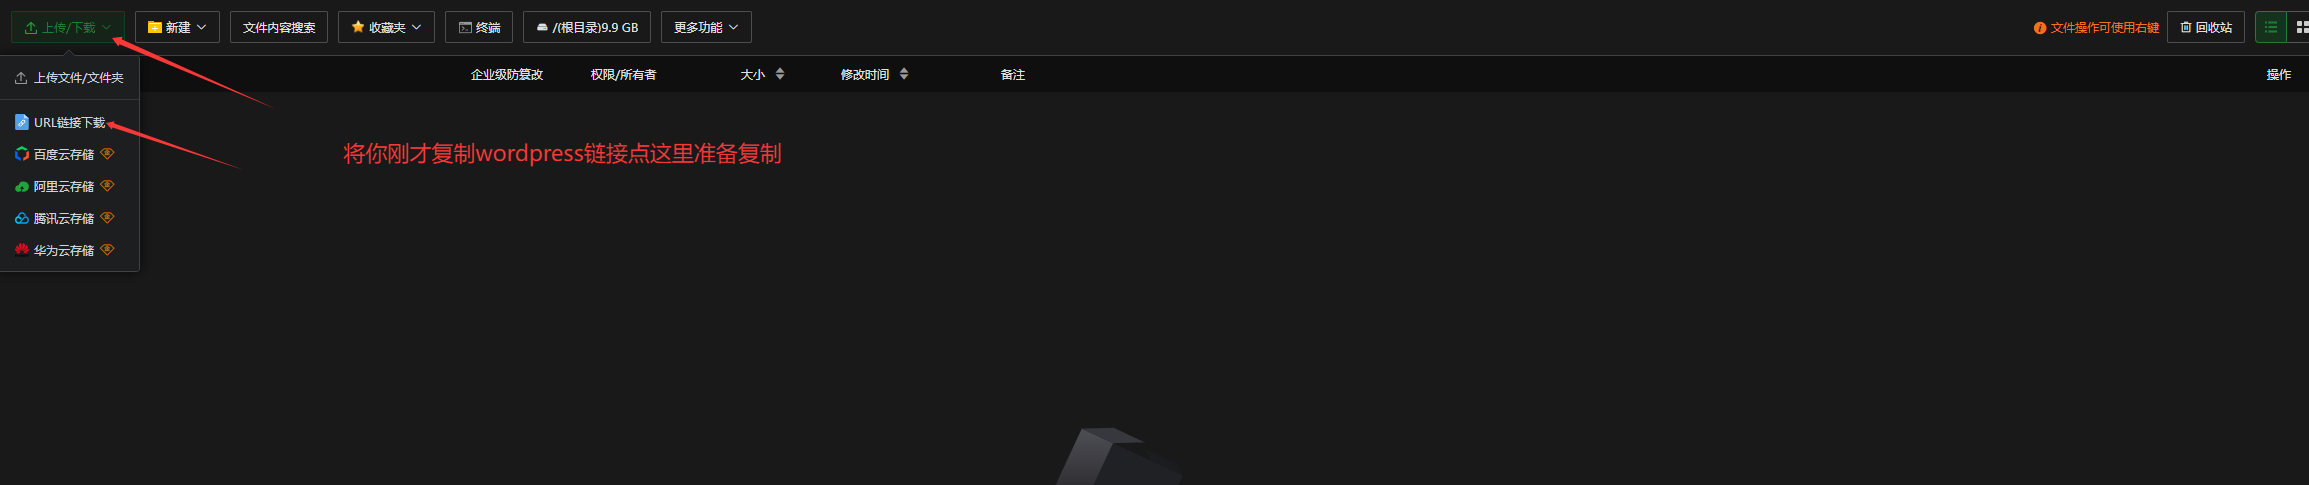 上传/下载 新建 文件内容搜索 收藏夹 终端 /(根目录)9.9 GB 更多功能 文件操作可使用右键 回收站
上传文件/文件夹 企业级防篡改 权限/所有者 大小 修改时间 备注 操作
URL链接下载
百度云存储
将你刚才复制wordpress链接点这里准备复制
阿里云存储
腾讯云存储
华为云存储